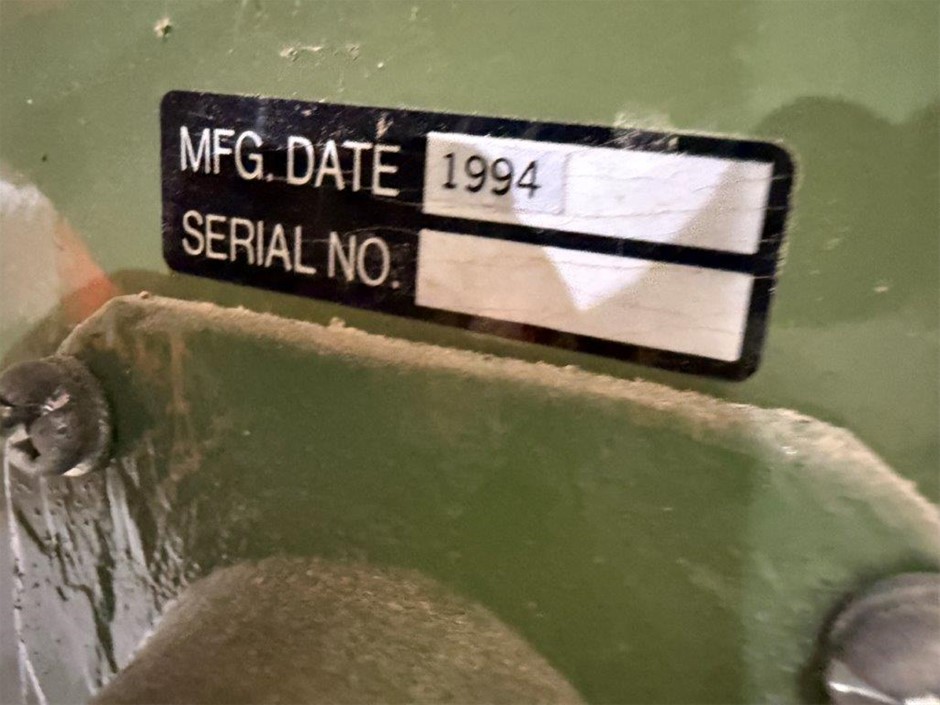 MFG. DATE 1994
SERIAL NO.